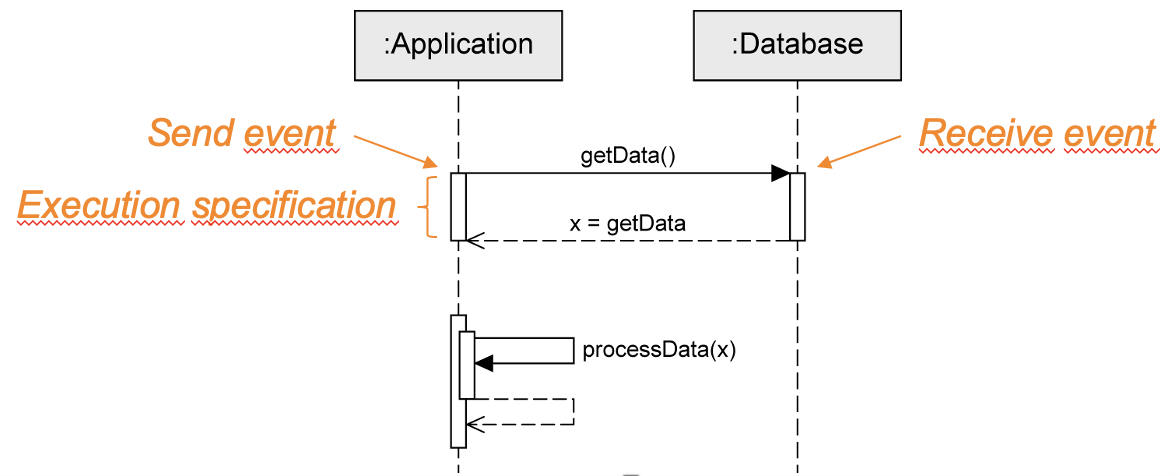 :Application
:Database
Send event
Receive event
getData()
Execution specification
x = getData
processData(x)